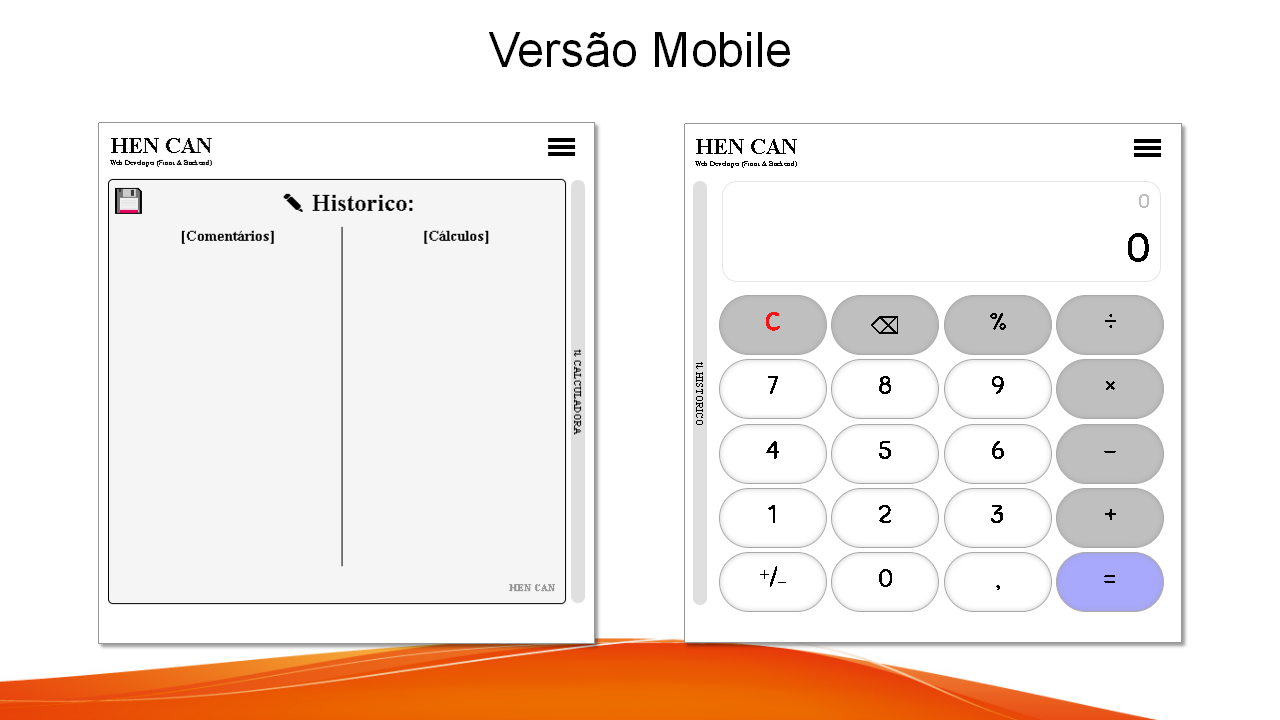 Versão Mobile
HEN CAN
Web Developer (Front & Backend)
Historico:
[Comentários] [Cálculos]
HEN CAN
⇅ CALCULADORA
HEN CAN
Web Developer (Front & Backend)
⇅ HISTORICO
0
0
C ⌫ % ÷
7 8 9 ×
4 5 6 −
1 2 3 +
+/− 0 , =